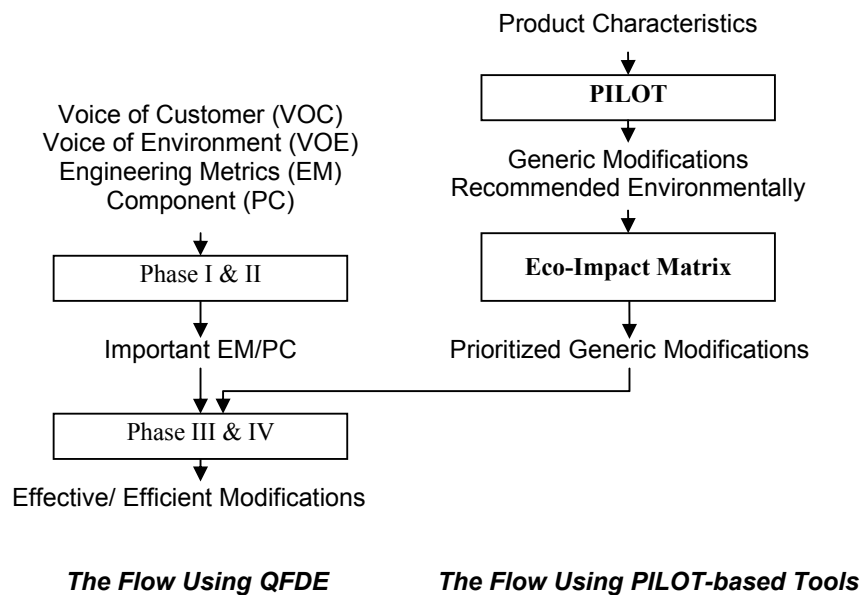 Product Characteristics
PILOT
Generic Modifications
Recommended Environmentally
Eco-Impact Matrix
Prioritized Generic Modifications
Voice of Customer (VOC)
Voice of Environment (VOE)
Engineering Metrics (EM)
Component (PC)
Phase I & II
Important EM/PC
Phase III & IV
Effective/ Efficient Modifications
The Flow Using QFDE
The Flow Using PILOT-based Tools